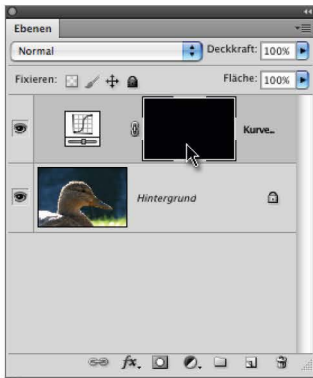 Ebenen
Normal Deckkraft: 100%
Fixieren: Fläche: 100%
Kurve...
Hintergrund
fx.